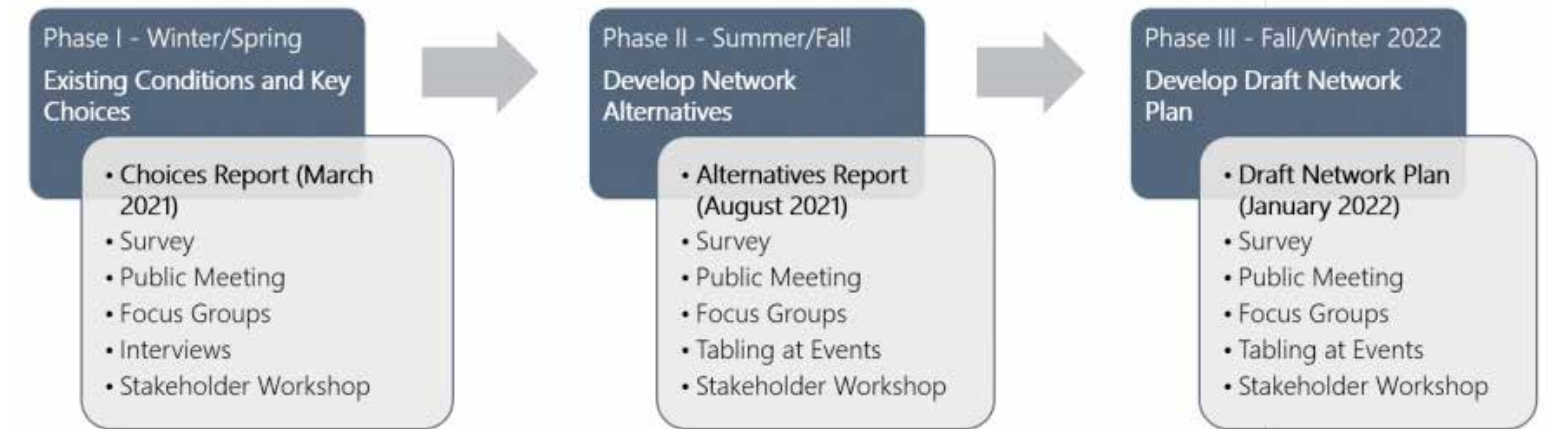 Phase I - Winter/Spring
Existing Conditions and Key
Choices
• Choices Report (March
2021)
• Survey
• Public Meeting
• Focus Groups
• Interviews
• Stakeholder Workshop
Phase II - Summer/Fall
Develop Network
Alternatives
• Alternatives Report
(August 2021)
• Survey
• Public Meeting
• Focus Groups
• Tabling at Events
• Stakeholder Workshop
Phase III - Fall/Winter 2022
Develop Draft Network
Plan
• Draft Network Plan
(January 2022)
• Survey
• Public Meeting
• Focus Groups
• Tabling at Events
• Stakeholder Workshop